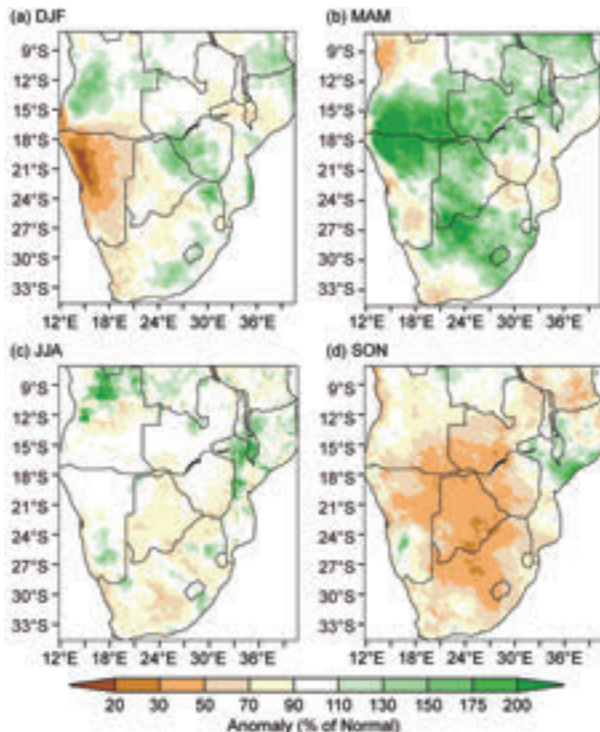 (a) DJF
(b) MAM
9°S
12°S
15°S
18°S
21°S
24°S
27°S
30°S
33°S
12°E 18°E 24°E 30°E 36°E
12°E 18°E 24°E 30°E 36°E
(c) JJA
(d) SON
9°S
12°S
15°S
18°S
21°S
24°S
27°S
30°S
33°S
12°E 18°E 24°E 30°E 36°E
12°E 18°E 24°E 30°E 36°E
20 30 50 70 90 110 130 150 175 200
Anomaly (% of Normal)